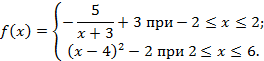 f(x) = { −5/(x + 3) + 3 при − 2 ≤ x ≤ 2;
(x − 4)² − 2 при 2 ≤ x ≤ 6.